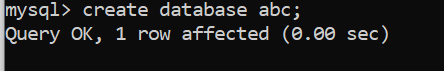 mysql> create database abc;
Query OK, 1 row affected (0.00 sec)